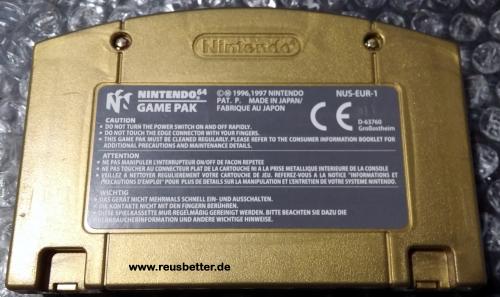 Nintendo
NINTENDO 64
GAME PAK
©Ⓜ 1996,1997 NINTENDO
PAT. P. MADE IN JAPAN/
FABRIQUE AU JAPON
NUS-EUR-1
CE
D-63760
Großostheim
CAUTION
• DO NOT TURN THE POWER SWITCH ON AND OFF RAPIDLY.
• DO NOT TOUCH THE EDGE CONNECTOR WITH YOUR FINGERS.
• THIS GAME PAK MUST BE CLEANED REGULARLY. PLEASE REFER TO THE CONSUMER INFORMATION BOOKLET FOR
ADDITIONAL PRECAUTIONS AND MAINTENANCE DETAILS.
ATTENTION
• NE PAS MANIPULER L'INTERRUPTEUR ON/OFF DE FACON REPETEE
• NE PAS TOUCHER AU CONNECTEUR PLAT DE LA CARTOUCHE NI A LA PRISE METALLIQUE INTERIEURE DE LA CONSOLE
• VEILLEZ A NETTOYER REGULIEREMENT VOTRE CARTOUCHE DE JEU. REFEREZ-VOUS A LA NOTICE "INFORMATIONS ET
PRECAUTIONS D'EMPLOI" POUR PLUS DE DETAILS SUR LA MANIPULATION ET L'ENTRETIEN DE VOTRE SYSTEME NINTENDO.
WICHTIG
• DAS GERÄT NICHT MEHRMALS SCHNELL EIN- UND AUSSCHALTEN.
• DIE KONTAKTE NICHT MIT DEN FINGERN BERÜHREN.
• DIESE SPIELKASSETTE MUß REGELMÄßIG GEREINIGT WERDEN. BITTE BEACHTEN SIE DAZU DIE
GEBRAUCHSINFORMATION UND ANDERE WICHTIGE HINWEISE.
www.reusbetter.de